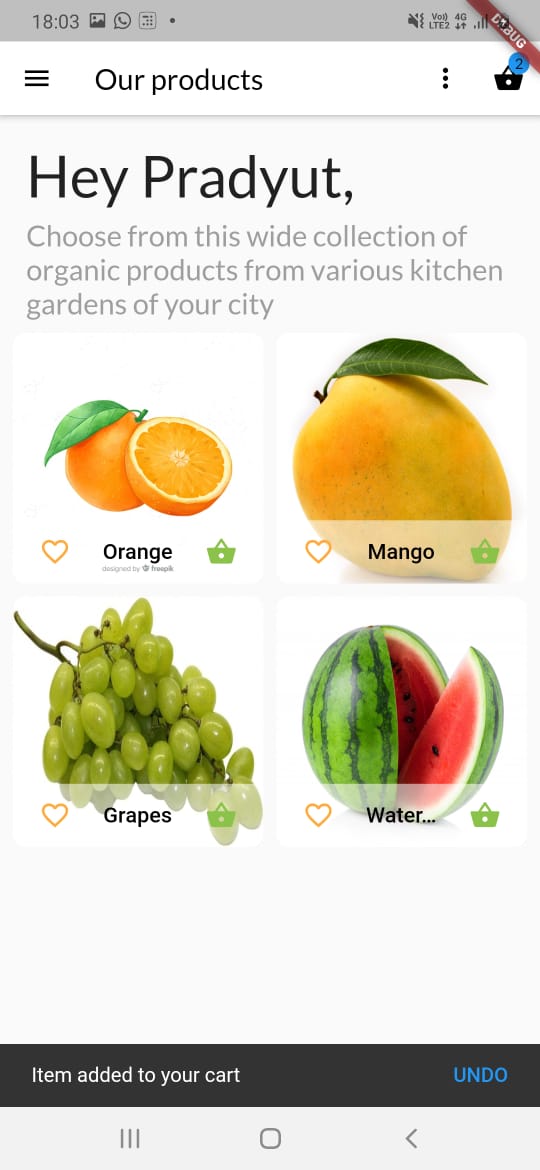 18:03
Vo)) 4G
LTE2
DEBUG
Our products
2
Hey Pradyut,
Choose from this wide collection of
organic products from various kitchen
gardens of your city
Orange
designed by freepik
Mango
Grapes
Water...
Item added to your cart
UNDO